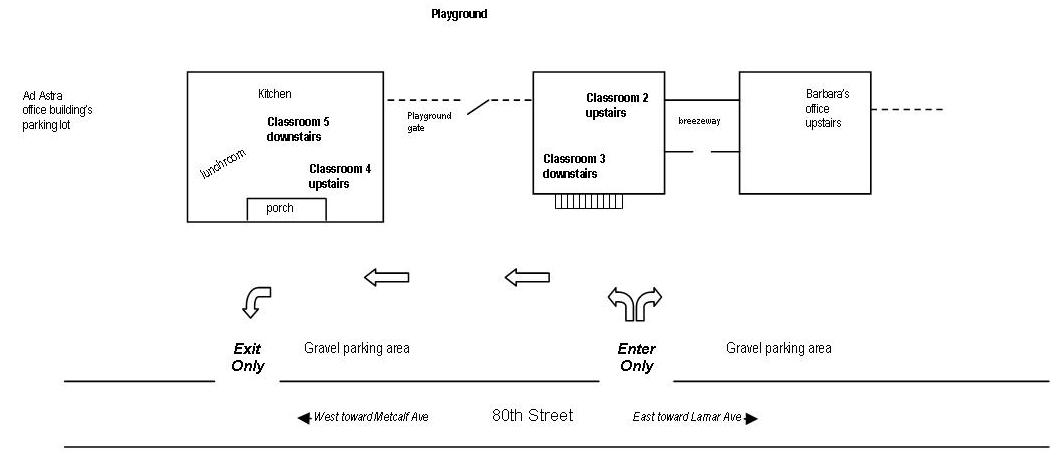 Playground
Ad Astra
office building's
parking lot
Kitchen
Classroom 5
downstairs
lunchroom
Classroom 4
upstairs
porch
Playground
gate
Classroom 2
upstairs
Classroom 3
downstairs
breezeway
Barbara's
office
upstairs
Exit
Only
Gravel parking area
Enter
Only
Gravel parking area
West toward Metcalf Ave
80th Street
East toward Lamar Ave